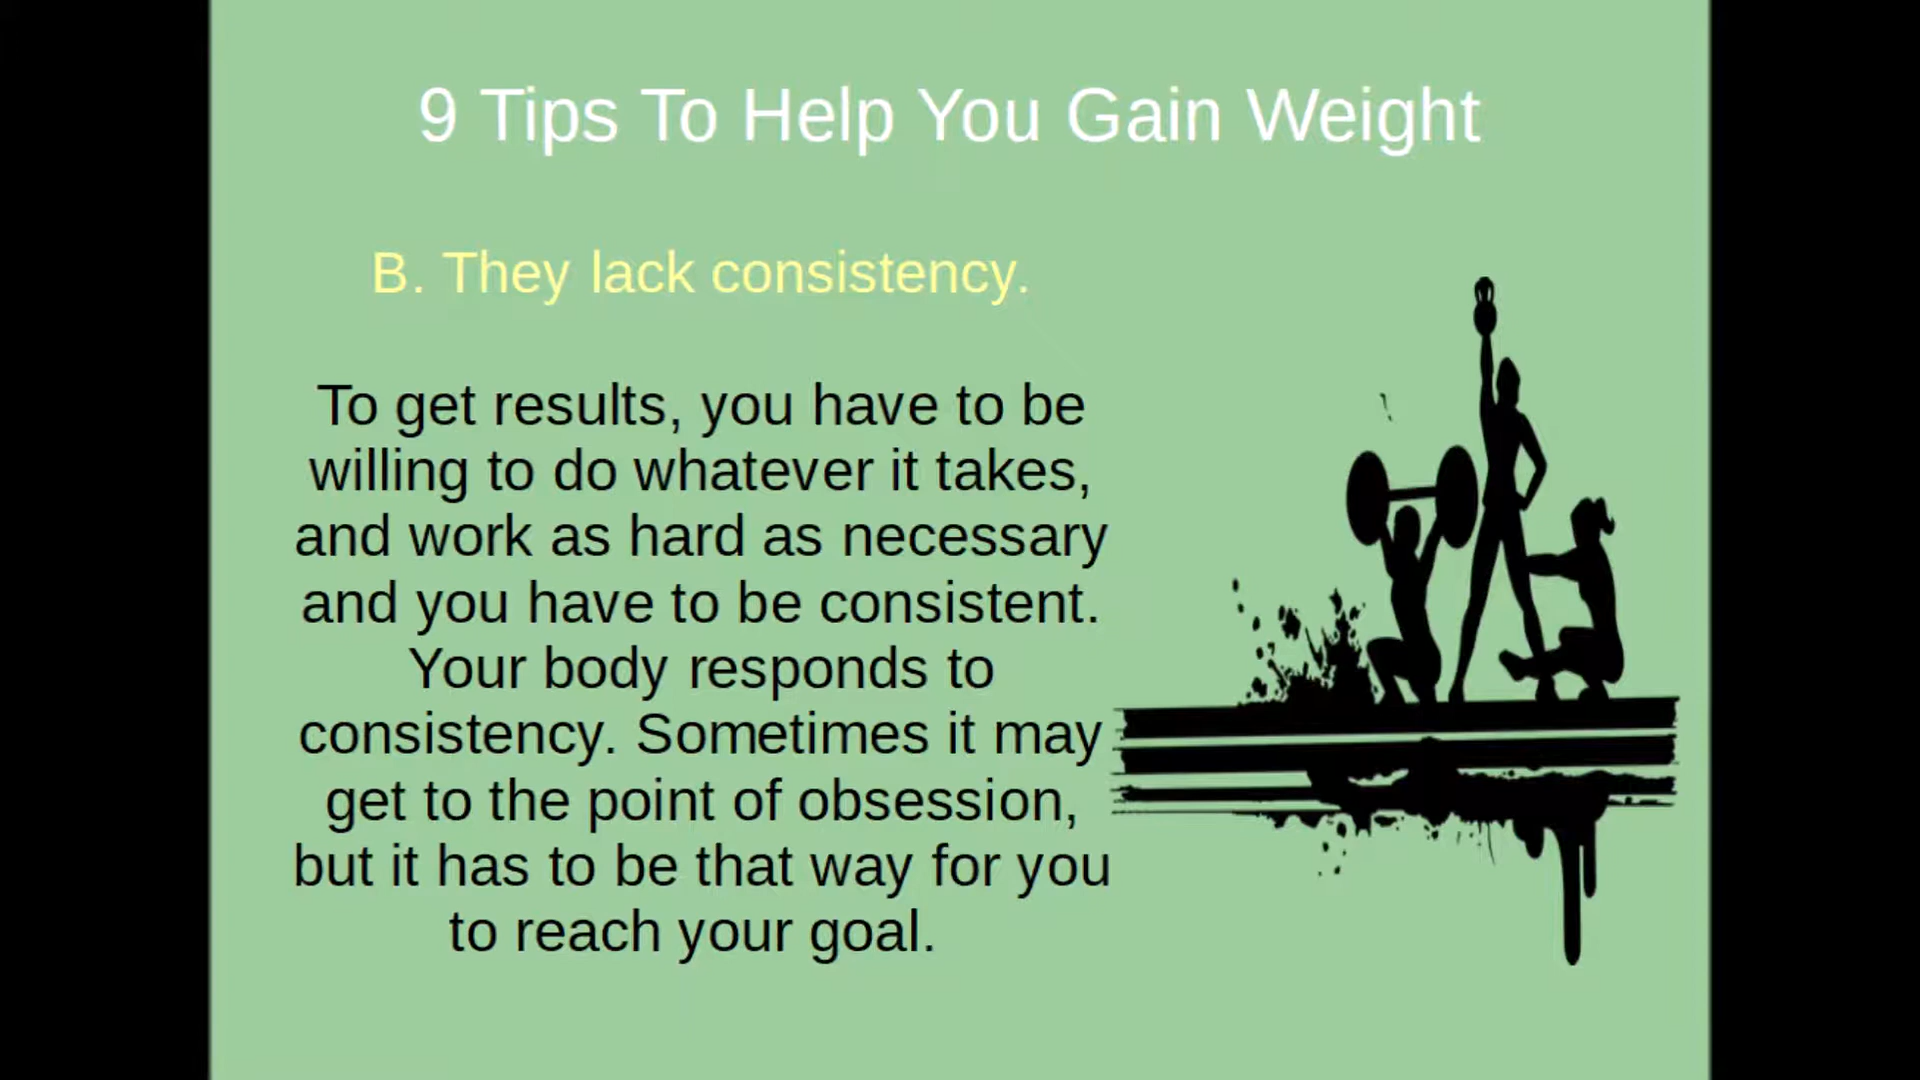 9 Tips To Help You Gain Weight
B. They lack consistency.
To get results, you have to be
willing to do whatever it takes,
and work as hard as necessary
and you have to be consistent.
Your body responds to
consistency. Sometimes it may
get to the point of obsession,
but it has to be that way for you
to reach your goal.